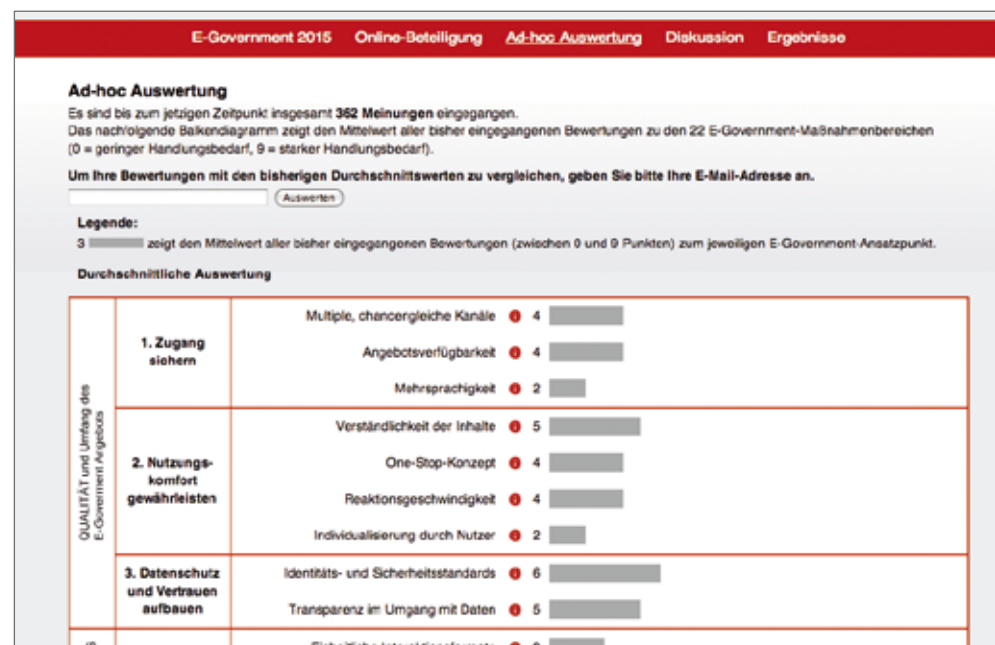 E-Government 2015 Online-Beteiligung Ad-hoc Auswertung Diskussion Ergebnisse
Ad-hoc Auswertung
Es sind bis zum jetzigen Zeitpunkt insgesamt 362 Meinungen eingegangen.
Das nachfolgende Balkendiagramm zeigt den Mittelwert aller bisher eingegangenen Bewertungen zu den 22 E-Government-Maßnahmenbereichen
(0 = geringer Handlungsbedarf, 9 = starker Handlungsbedarf).
Um Ihre Bewertungen mit den bisherigen Durchschnittswerten zu vergleichen, geben Sie bitte Ihre E-Mail-Adresse an.
Auswerten
Legende:
3 zeigt den Mittelwert aller bisher eingegangenen Bewertungen (zwischen 0 und 9 Punkten) zum jeweiligen E-Government-Ansatzpunkt.
Durchschnittliche Auswertung
QUALITÄT und Umfang des
E-Goverment Angebots
1. Zugang
sichern
Multiple, chancengleiche Kanäle 4
Angebotsverfügbarkeit 4
Mehrsprachigkeit 2
2. Nutzungs-
komfort
gewährleisten
Verständlichkeit der Inhalte 5
One-Stop-Konzept 4
Reaktionsgeschwindigkeit 4
Individualisierung durch Nutzer 2
3. Datenschutz
und Vertrauen
aufbauen
Identitäts- und Sicherheitsstandards 6
Transparenz im Umgang mit Daten 5